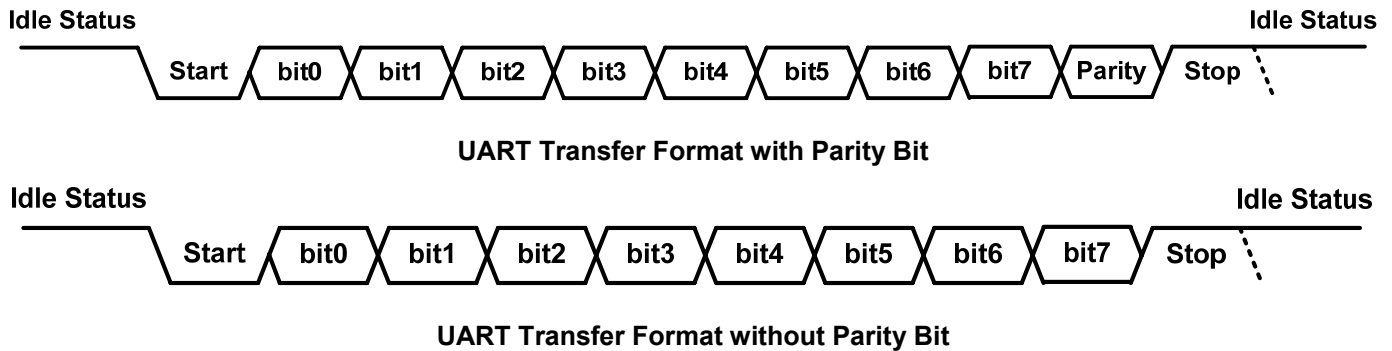 Idle Status Idle Status
Start bit0 bit1 bit2 bit3 bit4 bit5 bit6 bit7 Parity Stop
UART Transfer Format with Parity Bit
Idle Status Idle Status
Start bit0 bit1 bit2 bit3 bit4 bit5 bit6 bit7 Stop
UART Transfer Format without Parity Bit